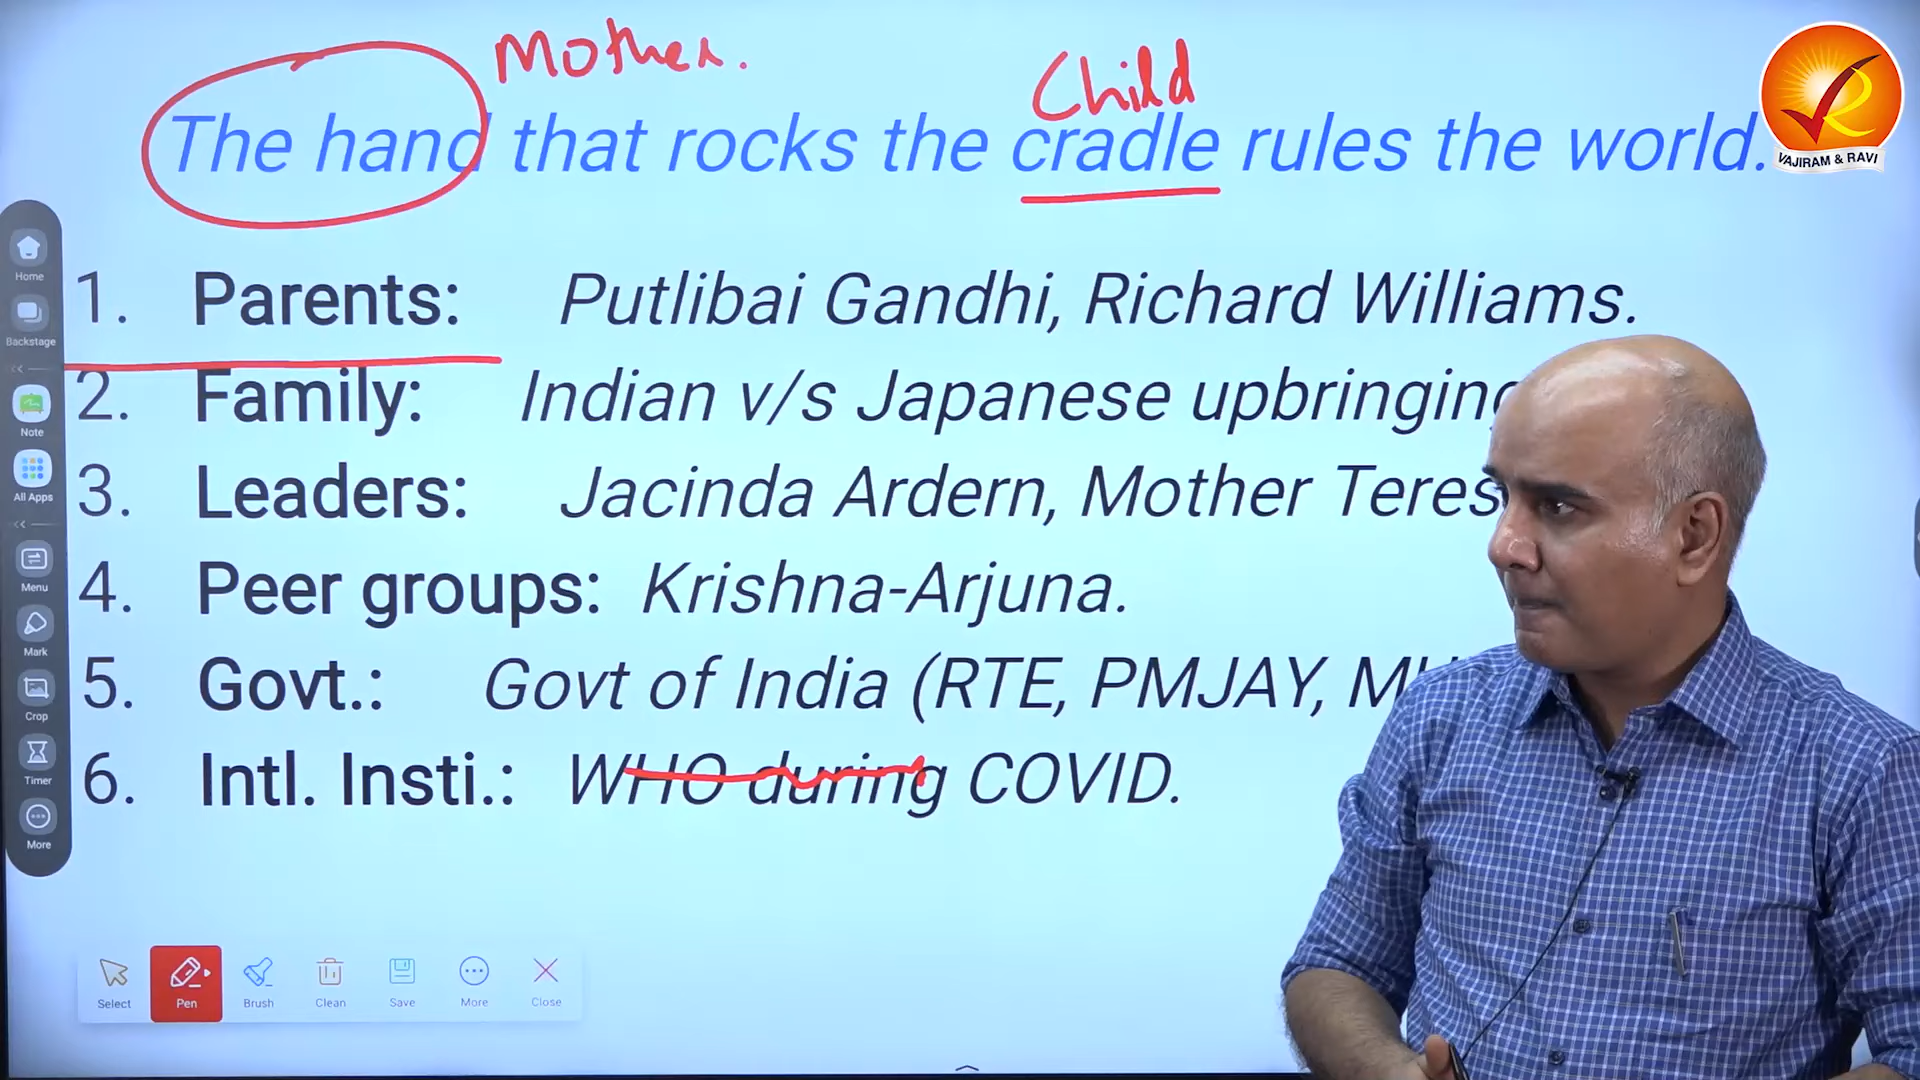 Mother.
Child
The hand that rocks the cradle rules the world.
VAJIRAM & RAVI
1. Parents: Putlibai Gandhi, Richard Williams.
2. Family: Indian v/s Japanese upbringing
3. Leaders: Jacinda Ardern, Mother Teres
4. Peer groups: Krishna-Arjuna.
5. Govt.: Govt of India (RTE, PMJAY,
6. Intl. Insti.: WHO during COVID.
Home
Backstage
Note
All Apps
Menu
Mark
Crop
Timer
More
Select Pen Brush Clean Save More Close